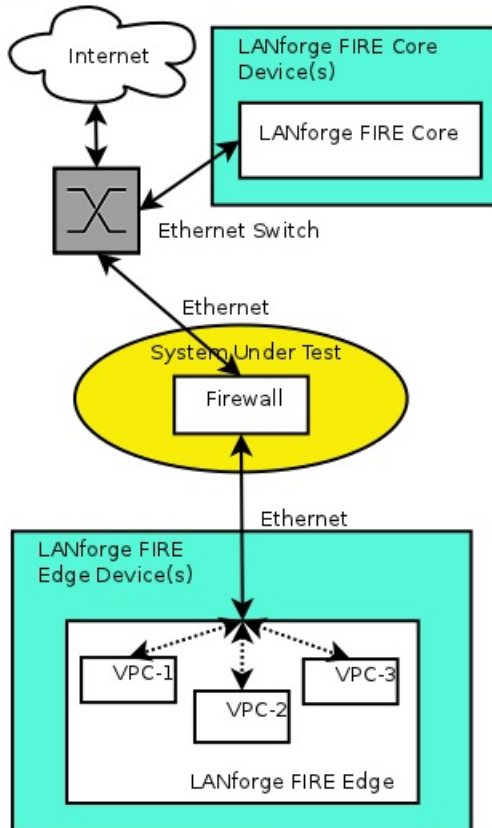 Internet
LANforge FIRE Core
Device(s)
LANforge FIRE Core
Ethernet Switch
Ethernet
System Under Test
Firewall
Ethernet
LANforge FIRE
Edge Device(s)
VPC-1
VPC-2
VPC-3
LANforge FIRE Edge